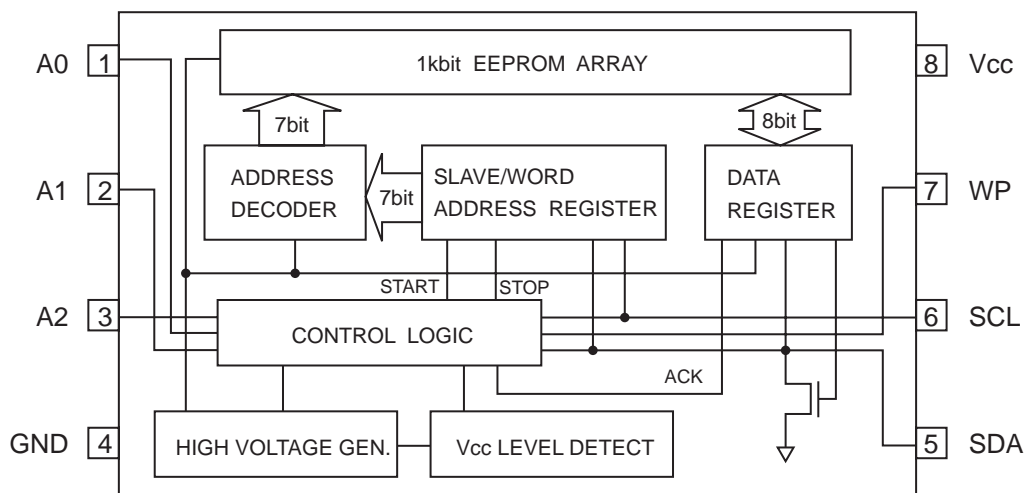 1kbit EEPROM ARRAY
A0 1
8 Vcc
7bit
8bit
ADDRESS
DECODER
7bit
SLAVE/WORD
ADDRESS REGISTER
DATA
REGISTER
A1 2
7 WP
START
STOP
A2 3
CONTROL LOGIC
6 SCL
ACK
GND 4
HIGH VOLTAGE GEN.
Vcc LEVEL DETECT
5 SDA